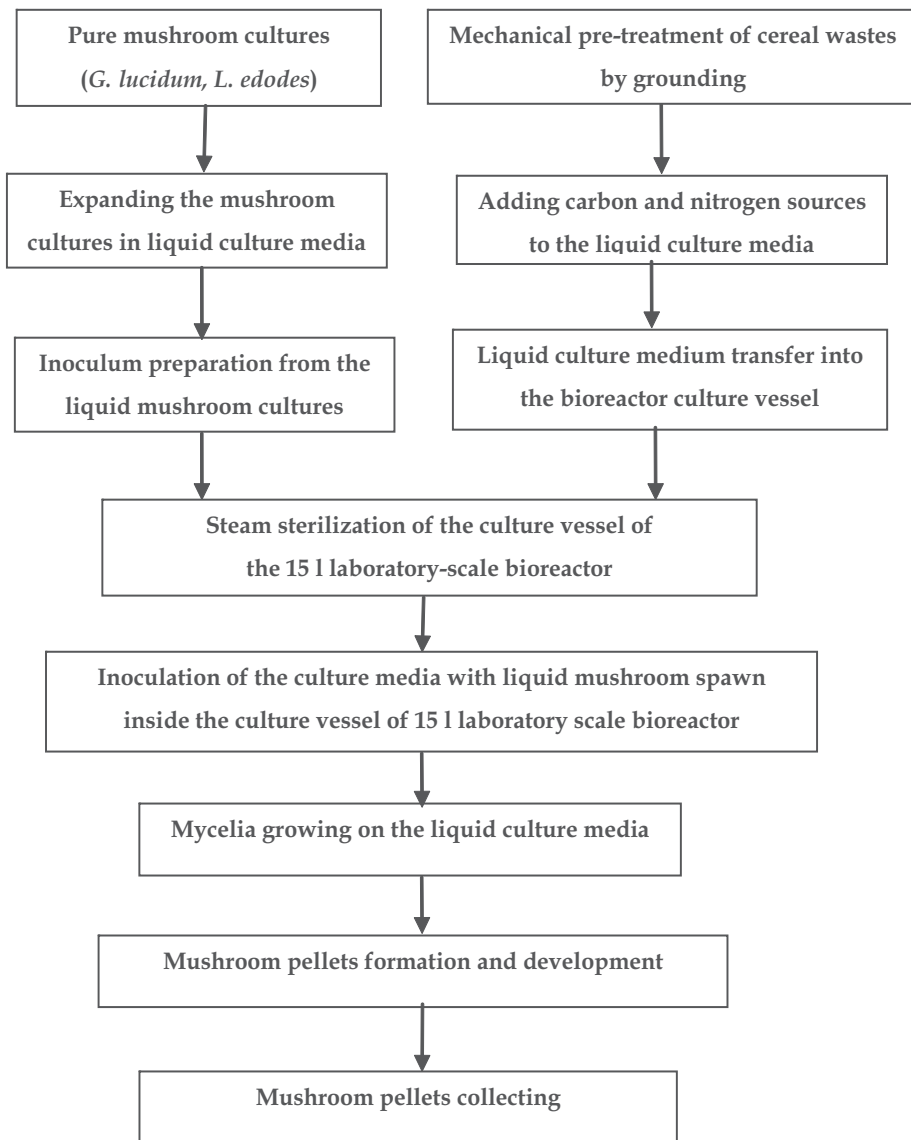 Pure mushroom cultures
(G. lucidum, L. edodes)
Mechanical pre-treatment of cereal wastes
by grounding
Expanding the mushroom
cultures in liquid culture media
Adding carbon and nitrogen sources
to the liquid culture media
Inoculum preparation from the
liquid mushroom cultures
Liquid culture medium transfer into
the bioreactor culture vessel
Steam sterilization of the culture vessel of
the 15 l laboratory-scale bioreactor
Inoculation of the culture media with liquid mushroom spawn
inside the culture vessel of 15 l laboratory scale bioreactor
Mycelia growing on the liquid culture media
Mushroom pellets formation and development
Mushroom pellets collecting